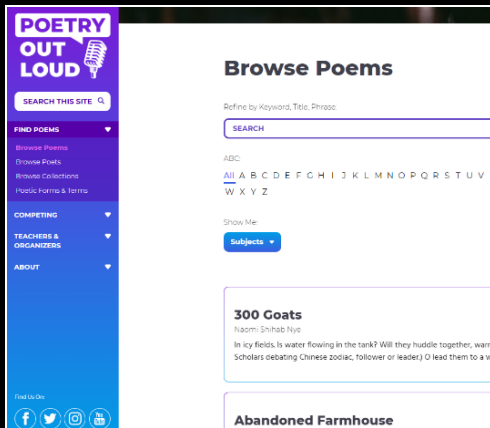 POETRY
OUT
LOUD
SEARCH THIS SITE
FIND POEMS
Browse Poems
Browse Poets
Browse Collections
Poetic Forms & Terms
COMPETING
TEACHERS &
ORGANIZERS
ABOUT
Find Us On:
You
Tube
Browse Poems
Refine by Keyword, Title, Phrase:
SEARCH
ABC:
All A B C D E F G H I J K L M N O P Q R S T U V
W X Y Z
Show Me:
Subjects
300 Goats
Naomi Shihab Nye
In icy fields. Is water flowing in the tank? Will they huddle together, warm
Scholars debating Chinese zodiac, follower or leader.) O lead them to a w
Abandoned Farmhouse